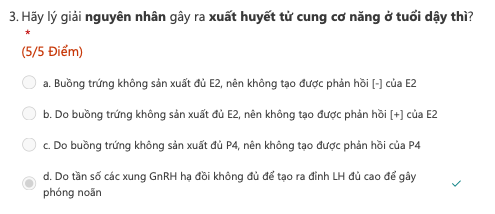 3. Hãy lý giải nguyên nhân gây ra xuất huyết tử cung cơ năng ở tuổi dậy thì?
*
(5/5 Điểm)
a. Buồng trứng không sản xuất đủ E2, nên không tạo được phản hồi [-] của E2
b. Do buồng trứng không sản xuất đủ E2, nên không tạo được phản hồi [+] của E2
c. Do buồng trứng không sản xuất đủ P4, nên không tạo được phản hồi của P4
d. Do tần số các xung GnRH hạ đồi không đủ để tạo ra đỉnh LH đủ cao để gây
phóng noãn